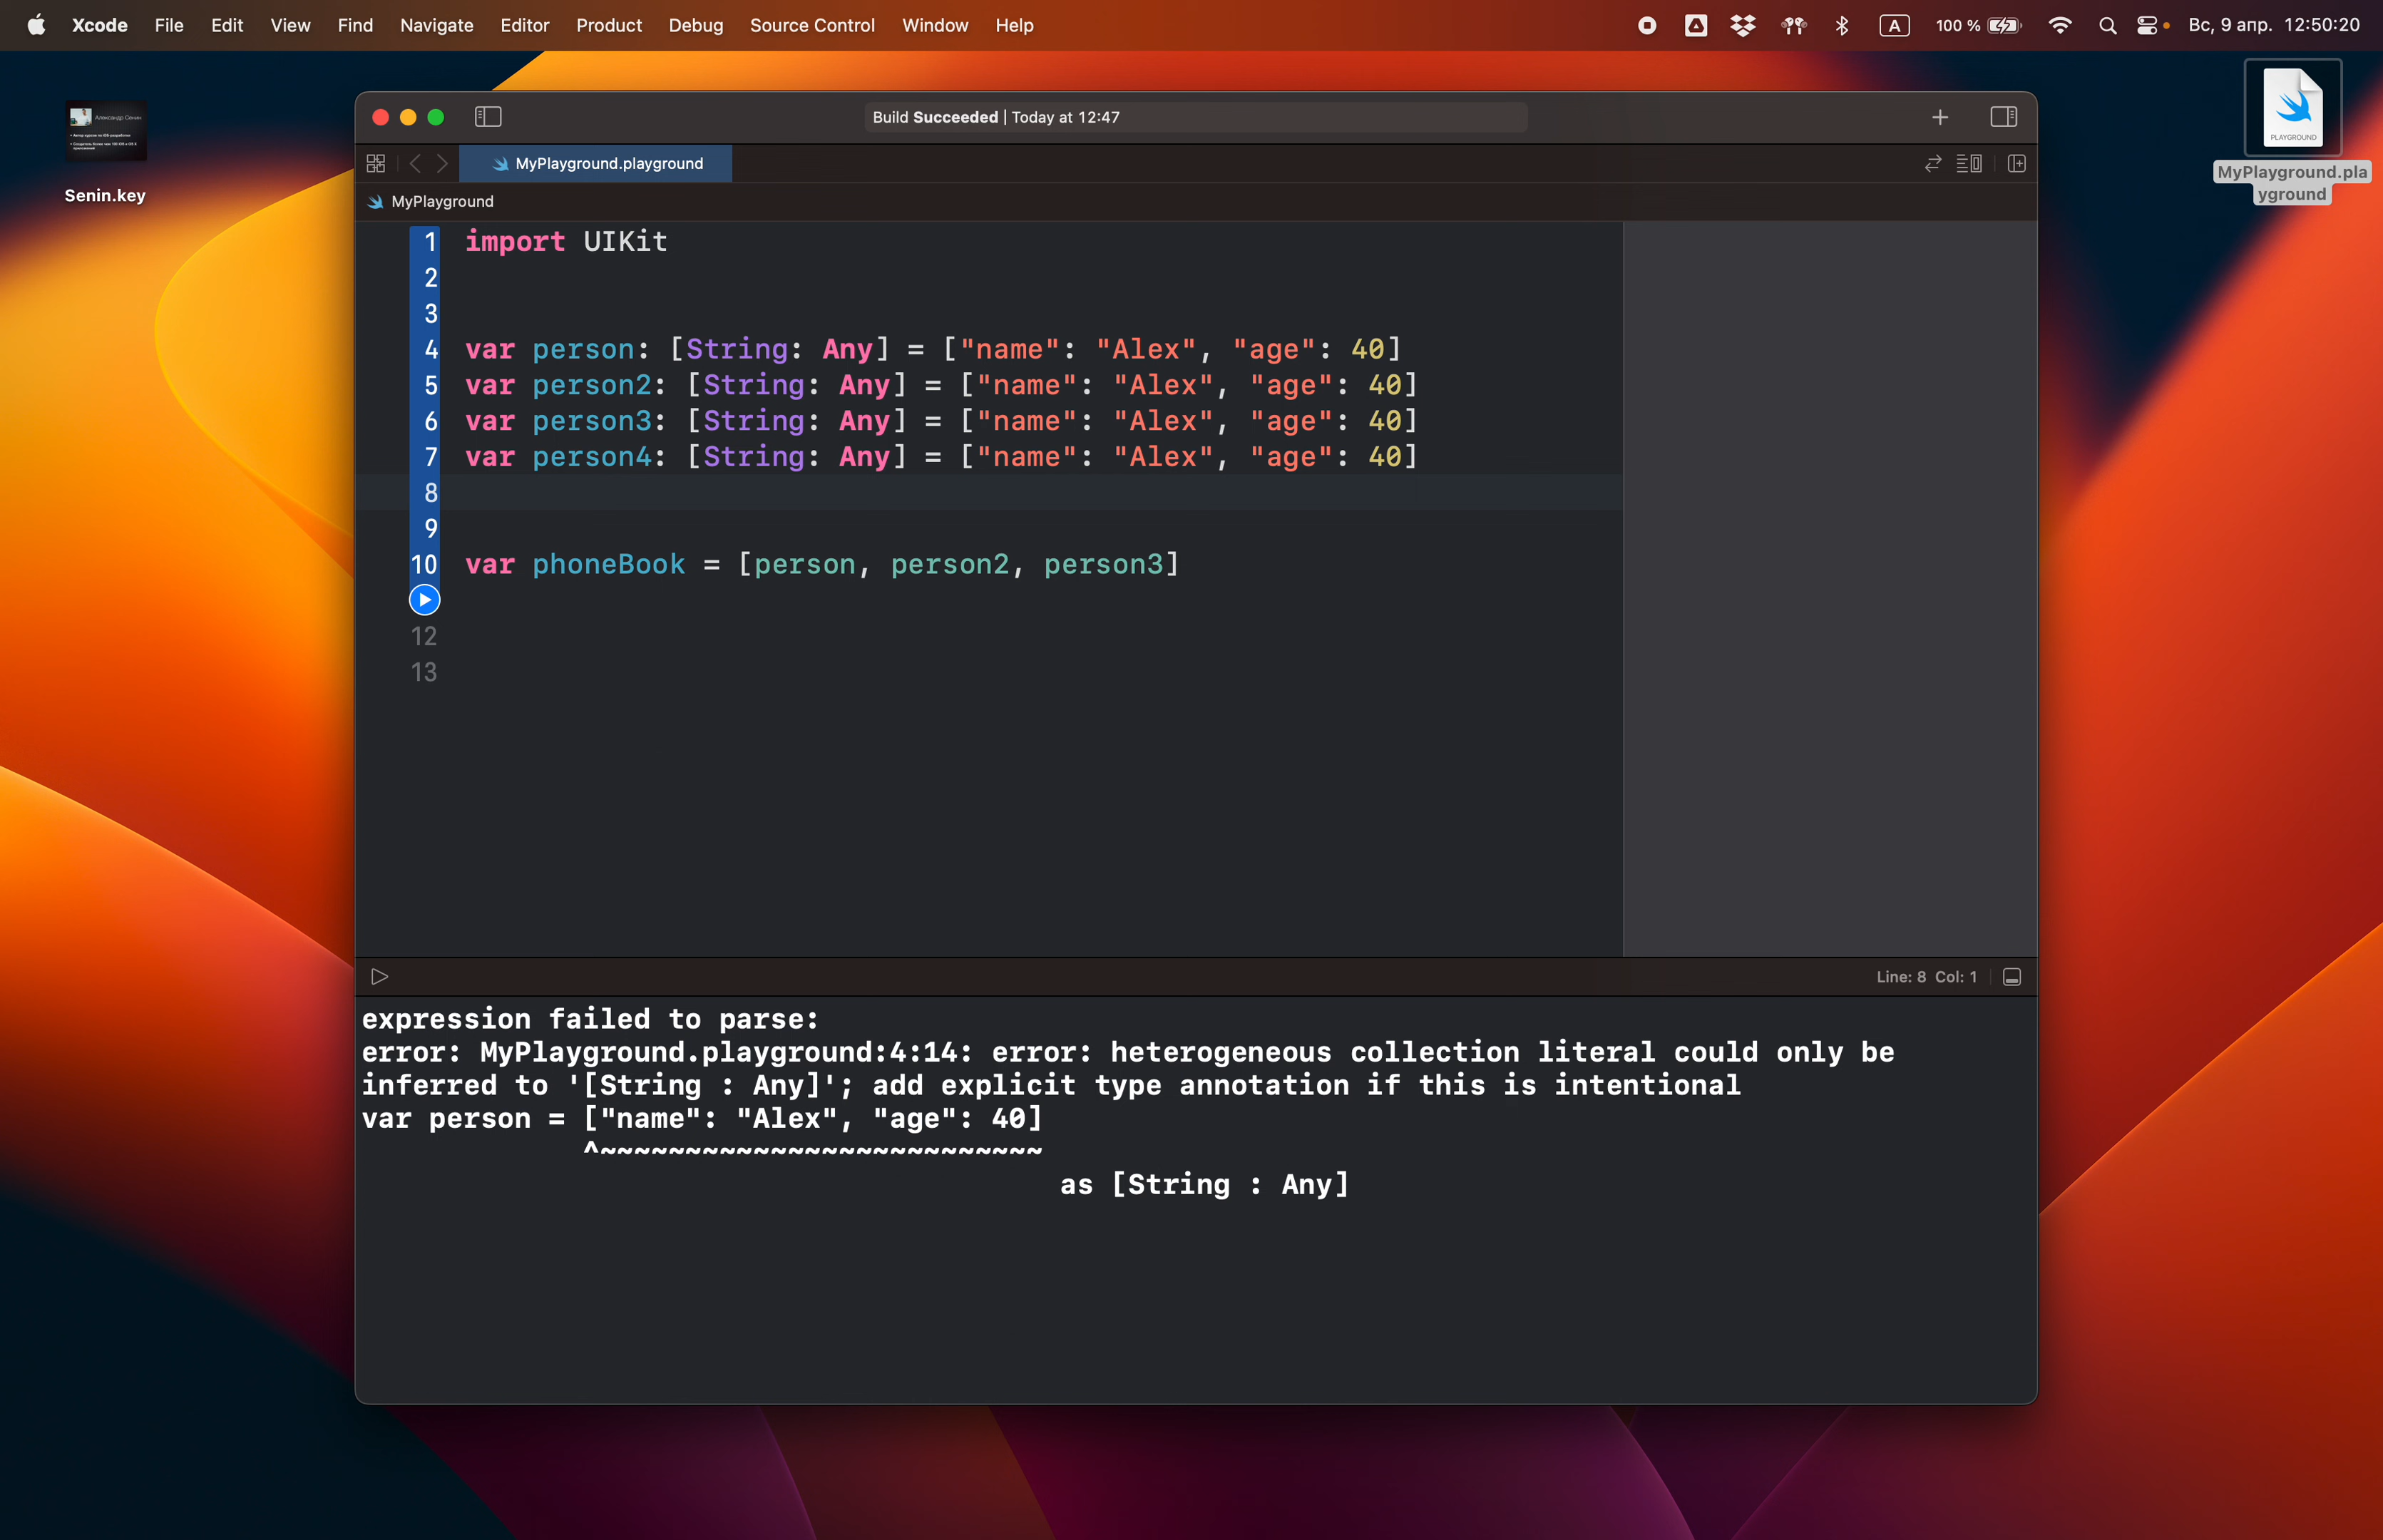 Xcode File Edit View Find Navigate Editor Product Debug Source Control Window Help A 100 % Вс, 9 апр. 12:50:20
Александр Сенин
Senin.key
PLAYGROUND
MyPlayground.pla
yground
Build Succeeded | Today at 12:47
MyPlayground.playground
MyPlayground
1 import UIKit
2
3
4 var person: [String: Any] = ["name": "Alex", "age": 40]
5 var person2: [String: Any] = ["name": "Alex", "age": 40]
6 var person3: [String: Any] = ["name": "Alex", "age": 40]
7 var person4: [String: Any] = ["name": "Alex", "age": 40]
8
9
10 var phoneBook = [person, person2, person3]
12
13
Line: 8 Col: 1
expression failed to parse:
error: MyPlayground.playground:4:14: error: heterogeneous collection literal could only be
inferred to '[String : Any]'; add explicit type annotation if this is intentional
var person = ["name": "Alex", "age": 40]
^~~~~~~~~~~~~~~~~~~~~~~~~~~
as [String : Any]